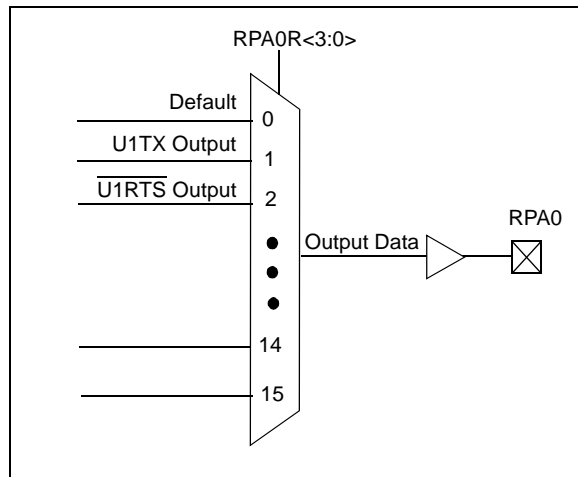 RPA0R<3:0>
Default
0
U1TX Output
1
U1RTS Output
2
RPA0
Output Data
14
15